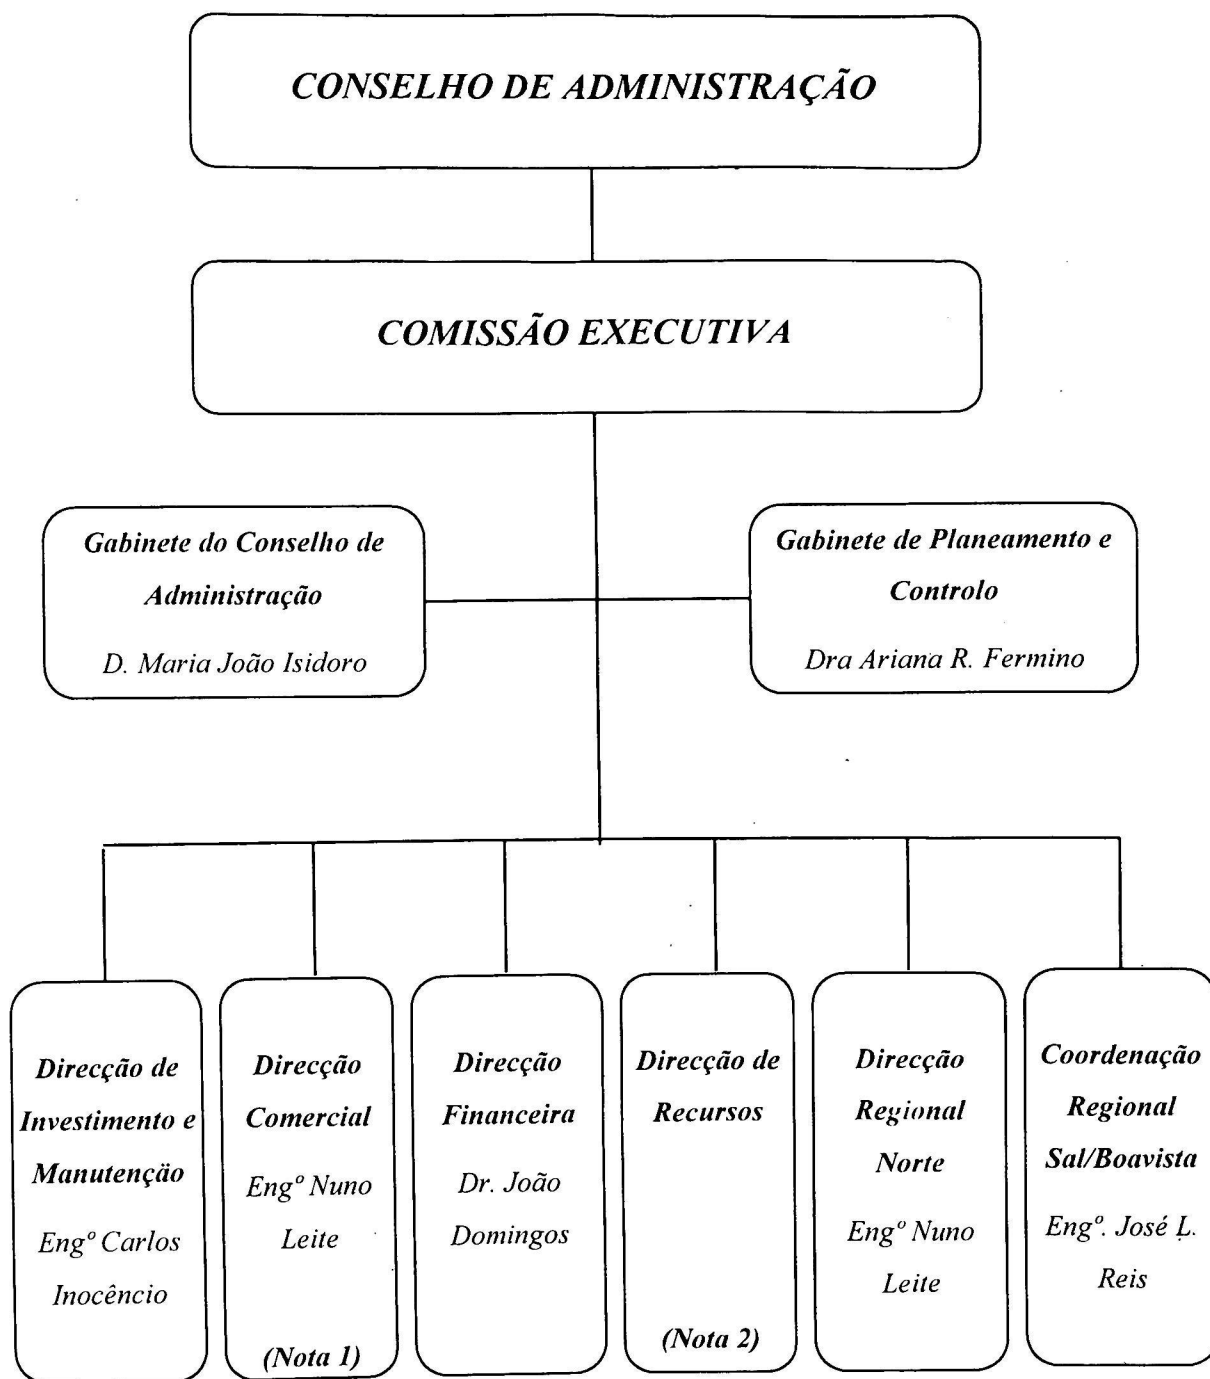 CONSELHO DE ADMINISTRAÇÃO
COMISSÃO EXECUTIVA
Gabinete do Conselho de
Administração
D. Maria João Isidoro
Gabinete de Planeamento e
Controlo
Dra Ariana R. Fermino
Direcção de
Investimento e
Manutenção
Engº Carlos
Inocêncio
Direcção
Comercial
Engº Nuno
Leite
(Nota 1)
Direcção
Financeira
Dr. João
Domingos
Direcção de
Recursos
(Nota 2)
Direcção
Regional
Norte
Engº Nuno
Leite
Coordenação
Regional
Sal/Boavista
Engº. José L.
Reis